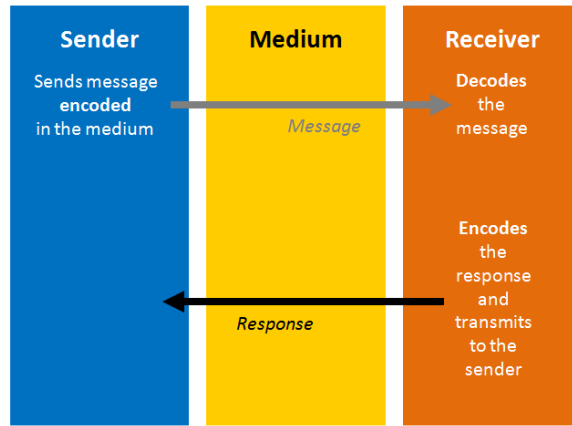 Sender
Sends message
encoded
in the medium
Medium
Message
Response
Receiver
Decodes
the
message
Encodes
the
response
and
transmits
to the
sender